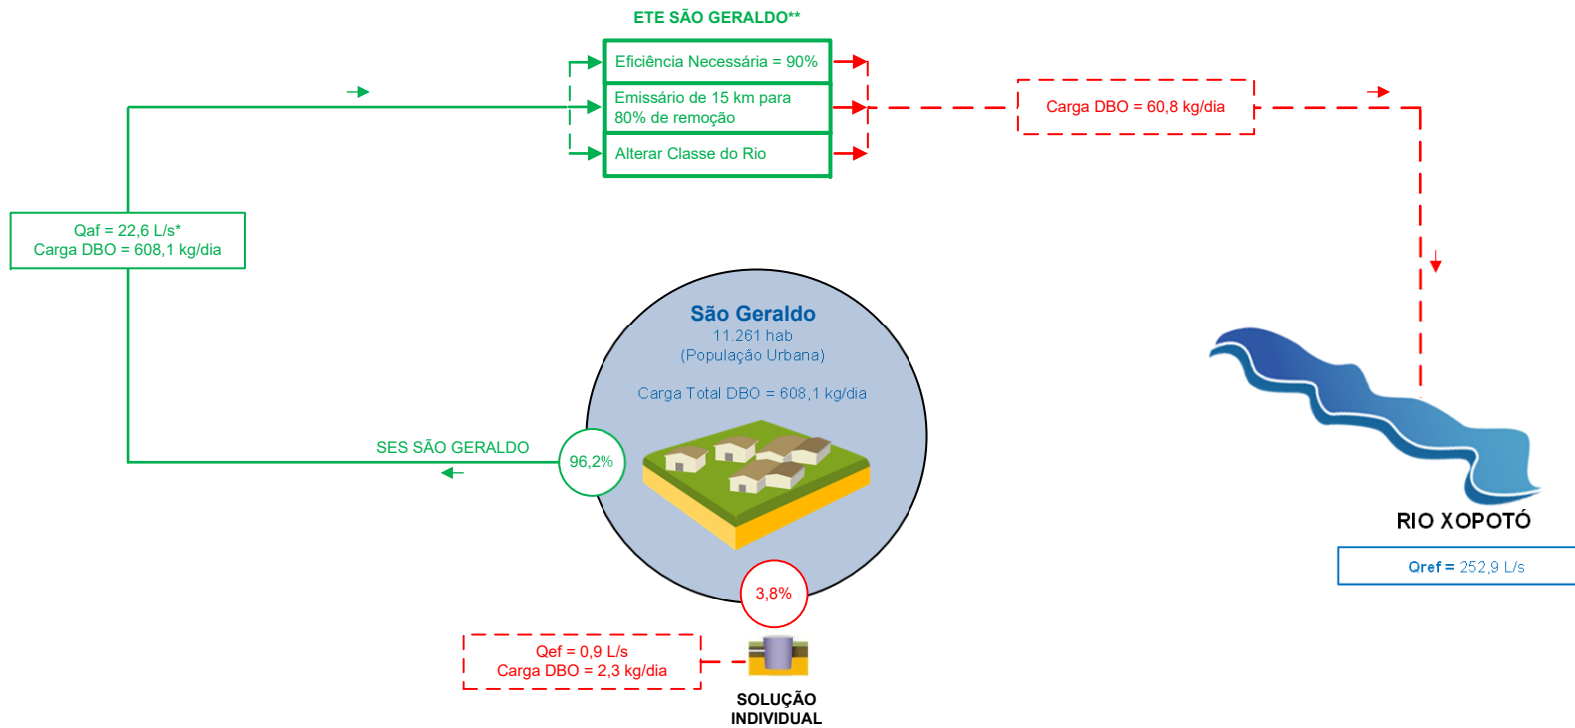 ETE SÃO GERALDO**
Eficiência Necessária = 90%
Emissário de 15 km para
80% de remoção
Alterar Classe do Rio
Carga DBO = 60,8 kg/dia
Qaf = 22,6 L/s*
Carga DBO = 608,1 kg/dia
São Geraldo
11.261 hab
(População Urbana)
Carga Total DBO = 608,1 kg/dia
SES SÃO GERALDO
96,2%
RIO XOPOTÓ
Qref = 252,9 L/s
3,8%
Qef = 0,9 L/s
Carga DBO = 2,3 kg/dia
SOLUÇÃO
INDIVIDUAL